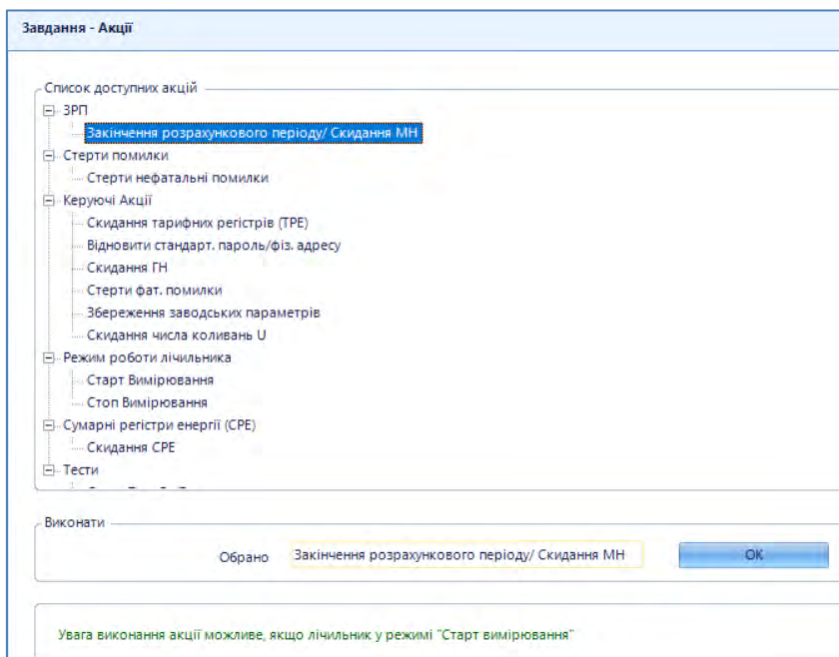 Завдання - Акції
Список доступних акцій
ЗРП
Закінчення розрахункового періоду/ Скидання МН
Стерти помилки
Стерти нефатальні помилки
Керуючі Акції
Скидання тарифних регістрів (ТРЕ)
Відновити стандарт. пароль/фіз. адресу
Скидання ГН
Стерти фат. помилки
Збереження заводських параметрів
Скидання числа коливань U
Режим роботи лічильника
Старт Вимірювання
Стоп Вимірювання
Сумарні регістри енергії (СРЕ)
Скидання СРЕ
Тести
Виконати
Обрано Закінчення розрахункового періоду/ Скидання МН OK
Увага виконання акції можливе, якщо лічильник у режимі "Старт вимірювання"